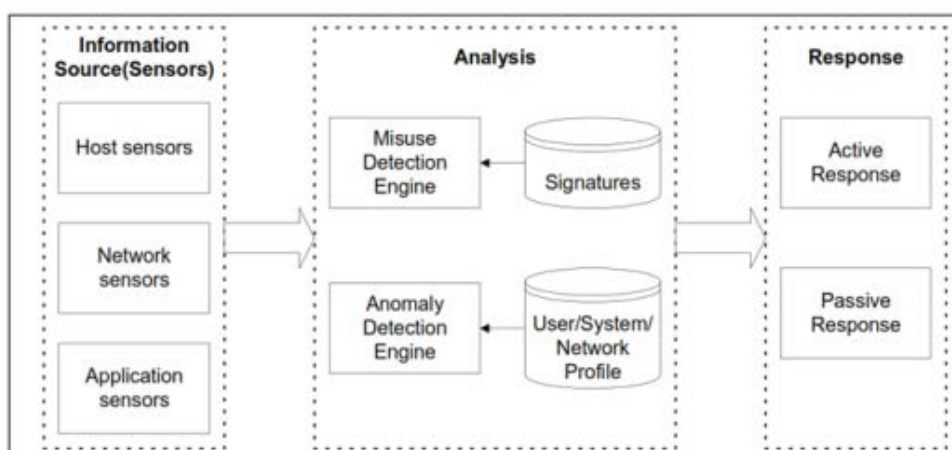 Information
Source(Sensors)
Host sensors
Network
sensors
Application
sensors
Analysis
Misuse
Detection
Engine
Signatures
Anomaly
Detection
Engine
User/System/
Network
Profile
Response
Active
Response
Passive
Response